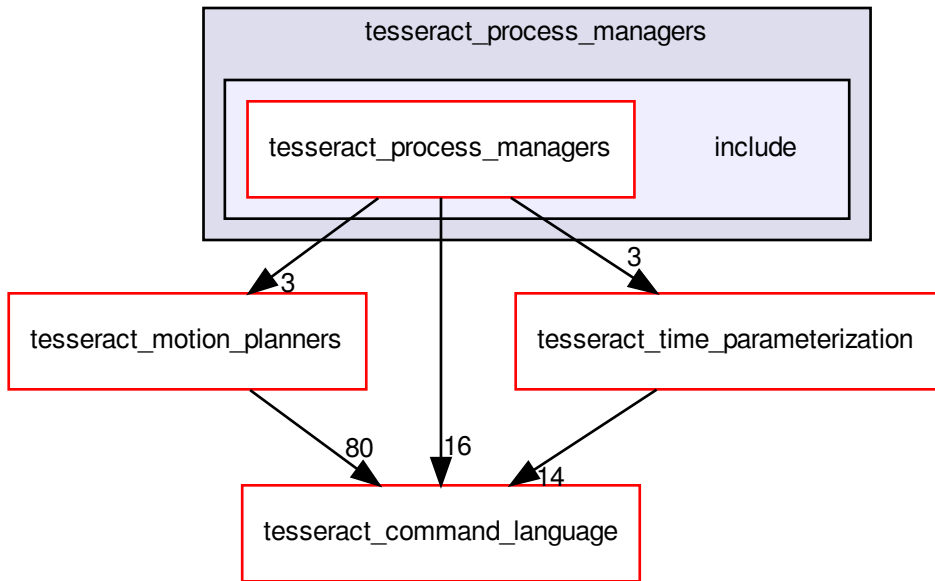 tesseract_process_managers
tesseract_process_managers
include
3
3
tesseract_motion_planners
tesseract_time_parameterization
80
16
14
tesseract_command_language